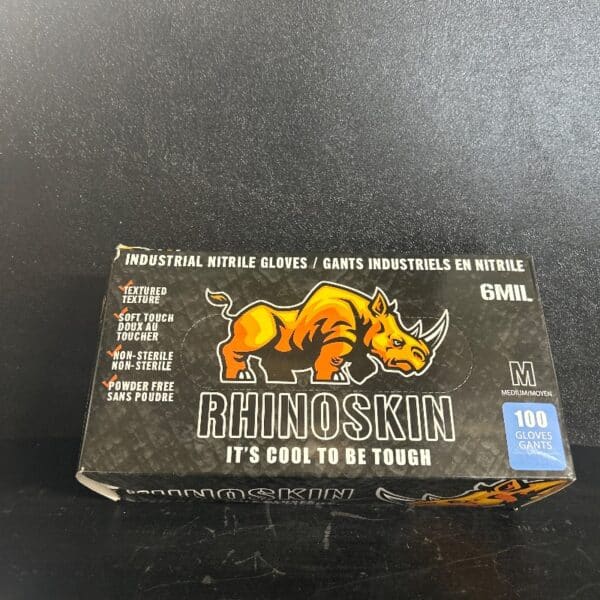 INDUSTRIAL NITRILE GLOVES / GANTS INDUSTRIELS EN NITRILE
6MIL
TEXTURED
TEXTURE
SOFT TOUCH
DOUX AU
TOUCHER
NON-STERILE
NON-STERILE
POWDER FREE
SANS POUDRE
M
MEDIUM/MOYEN
RHINOSKIN
IT'S COOL TO BE TOUGH
100
GLOVES
GANTS
RHINOSKIN